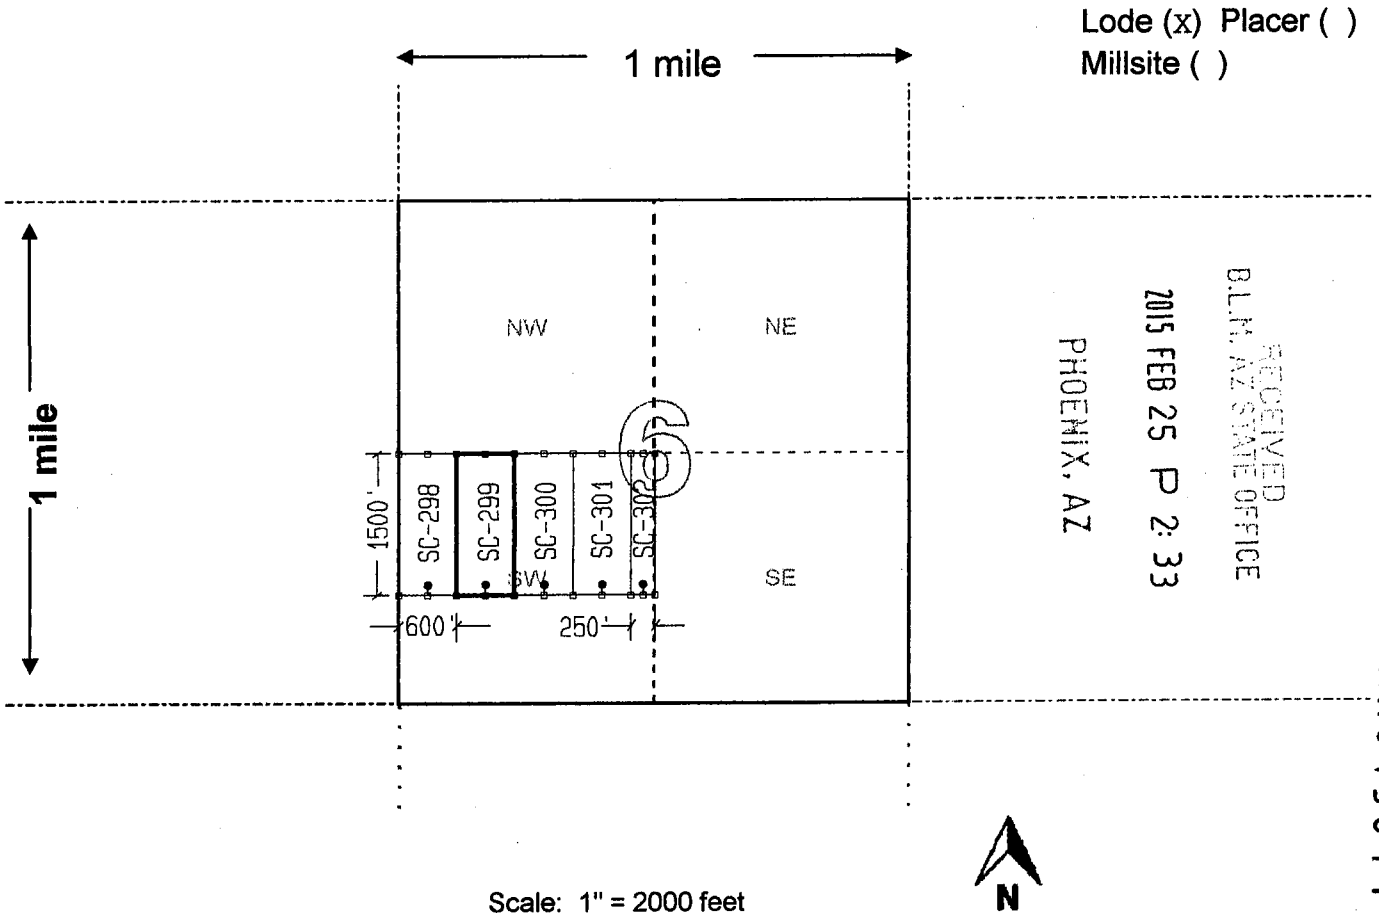 Lode (x) Placer ( )
Millsite ( )
1 mile
1 mile
NW
NE
6
1500'
SC-298
SC-299
SC-300
SC-301
SC-302
SW
SE
600'
250'
RECEIVED
B.L.M. AZ STATE OFFICE
2015 FEB 25 P 2:33
PHOENIX, AZ
N
Scale: 1" = 2000 feet